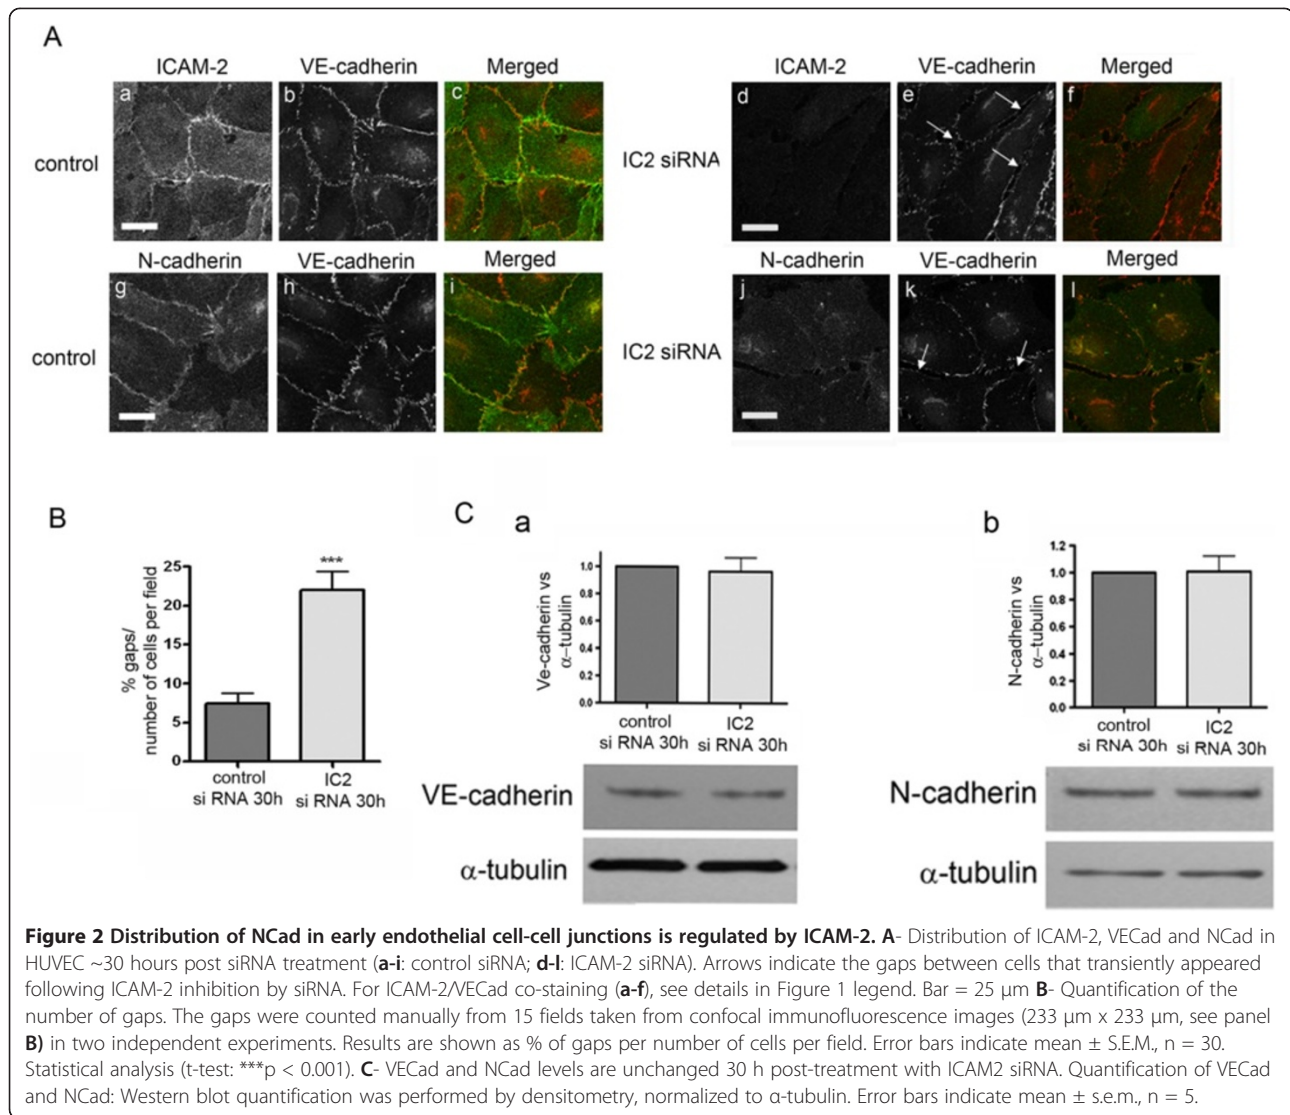 A
ICAM-2 VE-cadherin Merged
control
a b c
ICAM-2 VE-cadherin Merged
IC2 siRNA
d e f
N-cadherin VE-cadherin Merged
control
g h i
N-cadherin VE-cadherin Merged
IC2 siRNA
j k l
B
% gaps/
number of cells per field
25
20
15
10
5
0
***
control
si RNA 30h
IC2
si RNA 30h
C
a
Ve-cadherin vs
α-tubulin
1.0
0.8
0.6
0.4
0.2
0.0
control
si RNA 30h
IC2
si RNA 30h
VE-cadherin
α-tubulin
b
N-cadherin vs
α-tubulin
1.2
1.0
0.8
0.6
0.4
0.2
0.0
control
si RNA 30h
IC2
si RNA 30h
N-cadherin
α-tubulin
Figure 2 Distribution of NCad in early endothelial cell-cell junctions is regulated by ICAM-2. A- Distribution of ICAM-2, VECad and NCad in
HUVEC ~30 hours post siRNA treatment (a-i: control siRNA; d-l: ICAM-2 siRNA). Arrows indicate the gaps between cells that transiently appeared
following ICAM-2 inhibition by siRNA. For ICAM-2/VECad co-staining (a-f), see details in Figure 1 legend. Bar = 25 μm B- Quantification of the
number of gaps. The gaps were counted manually from 15 fields taken from confocal immunofluorescence images (233 μm x 233 μm, see panel
B) in two independent experiments. Results are shown as % of gaps per number of cells per field. Error bars indicate mean ± S.E.M., n = 30.
Statistical analysis (t-test: ***p < 0.001). C- VECad and NCad levels are unchanged 30 h post-treatment with ICAM2 siRNA. Quantification of VECad
and NCad: Western blot quantification was performed by densitometry, normalized to α-tubulin. Error bars indicate mean ± s.e.m., n = 5.